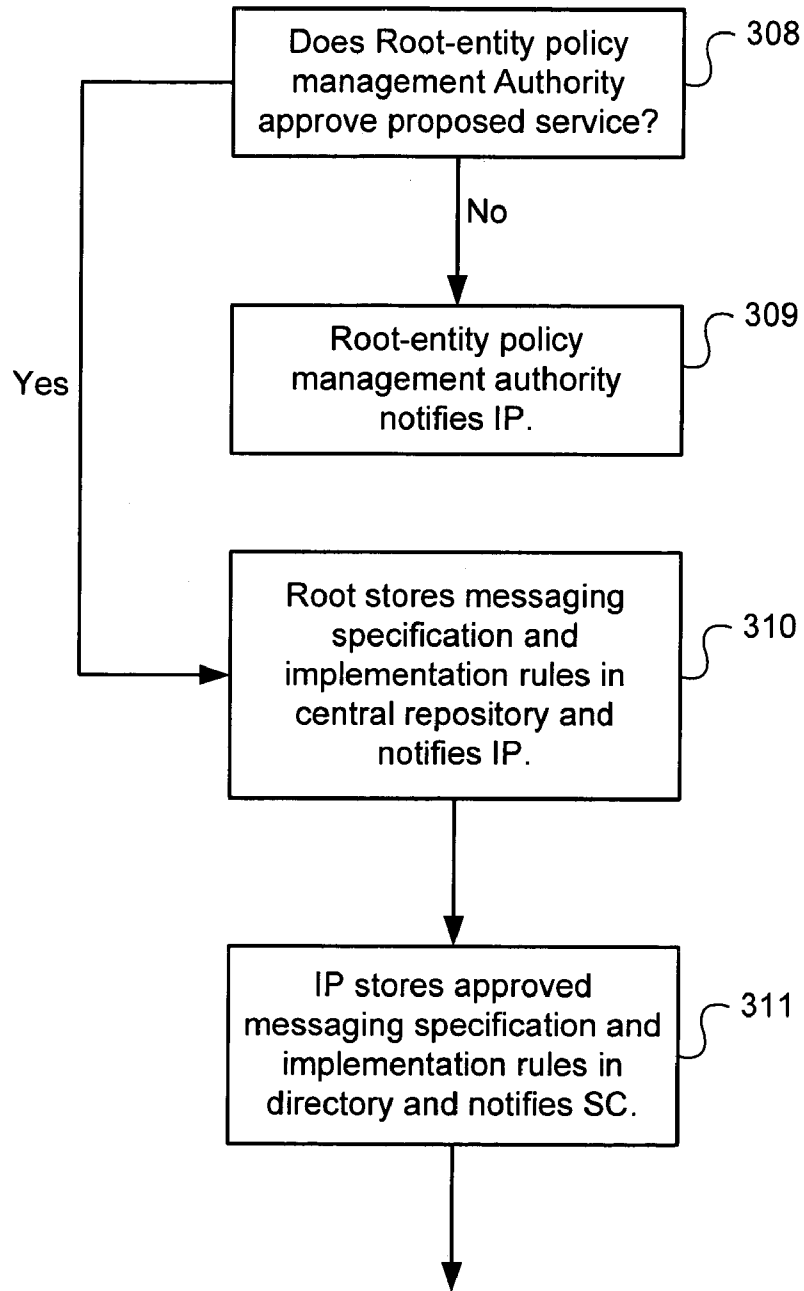 Does Root-entity policy
management Authority
approve proposed service?
308
No
Root-entity policy
management authority
notifies IP.
309
Yes
Root stores messaging
specification and
implementation rules in
central repository and
notifies IP.
310
IP stores approved
messaging specification and
implementation rules in
directory and notifies SC.
311